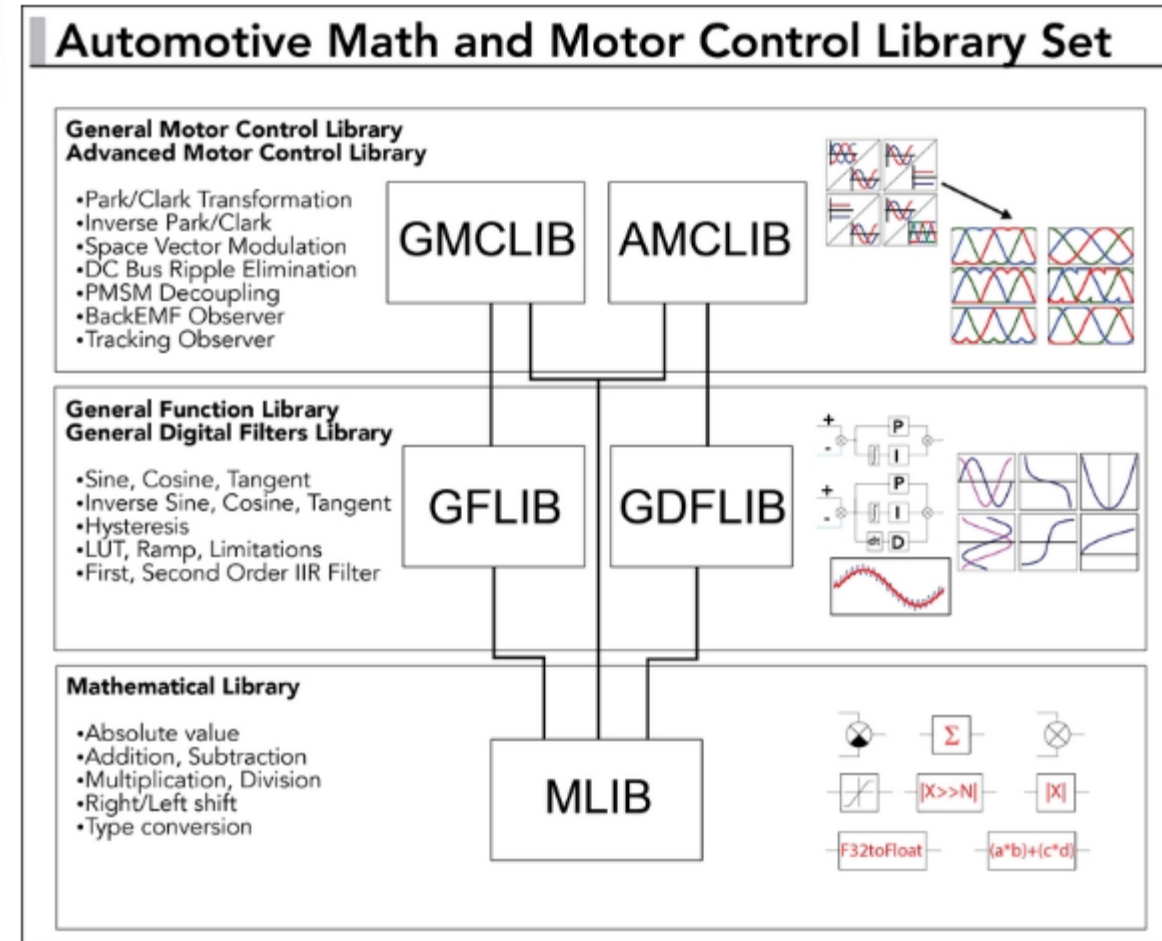 Automotive Math and Motor Control Library Set
General Motor Control Library
Advanced Motor Control Library
•Park/Clark Transformation
•Inverse Park/Clark
•Space Vector Modulation
•DC Bus Ripple Elimination
•PMSM Decoupling
•BackEMF Observer
•Tracking Observer
GMCLIB
AMCLIB
General Function Library
General Digital Filters Library
•Sine, Cosine, Tangent
•Inverse Sine, Cosine, Tangent
•Hysteresis
•LUT, Ramp, Limitations
•First, Second Order IIR Filter
GFLIB
GDFLIB
+
-
P
∫
I
+
-
P
∫
I
dt
D
Mathematical Library
•Absolute value
•Addition, Subtraction
•Multiplication, Division
•Right/Left shift
•Type conversion
MLIB
Σ
|X>>N|
|X|
F32toFloat
(a*b)+(c*d)